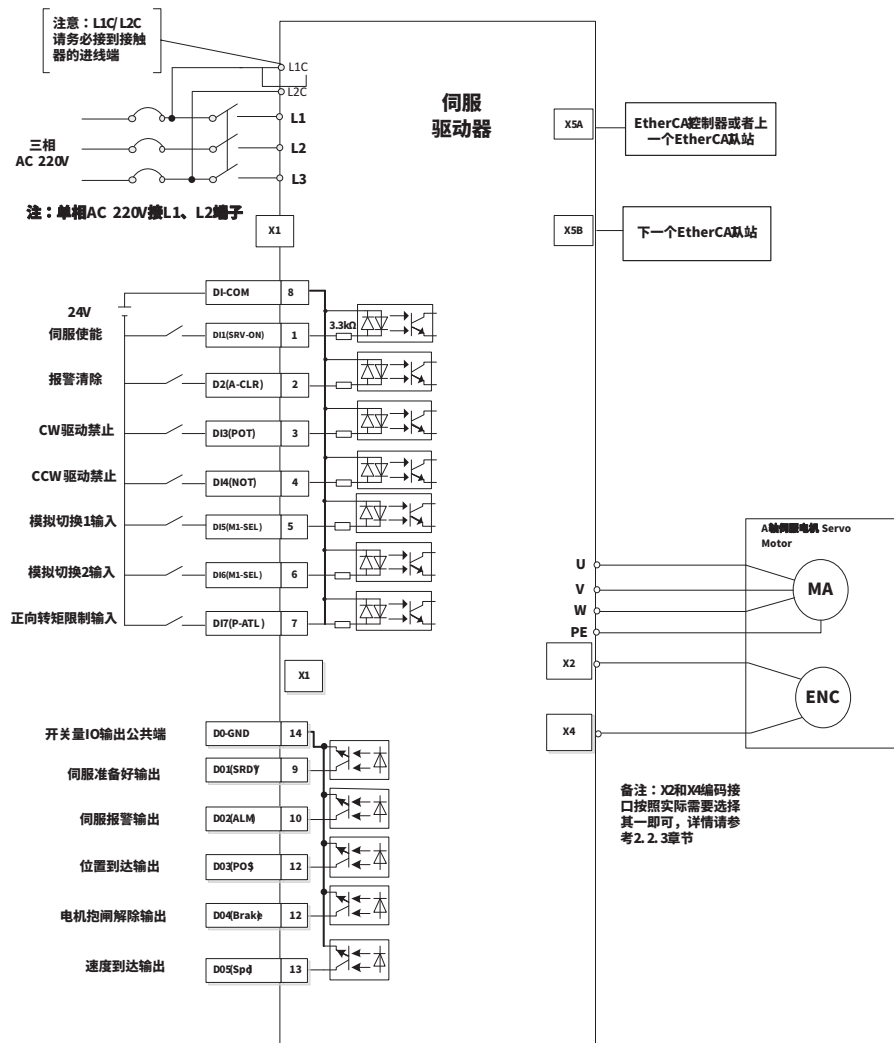 注意：L1C/L2C
请务必接到接触
器的进线端
L1C
L2C
L1
L2
L3
三相
AC 220V
注：单相AC 220V接L1、L2端子
伺服
驱动器
X1
X5A
EtherCA控制器或者上
一个EtherCA从站
X5B
下一个EtherCA从站
24V
DI-COM 8
伺服使能 DI1(SRV-ON) 1 3.3kΩ
报警清除 D2(A-CLR) 2
CW驱动禁止 DI3(POT) 3
CCW驱动禁止 DI4(NOT) 4
模拟切换1输入 DI5(M1-SEL) 5
模拟切换2输入 DI6(M1-SEL) 6
正向转矩限制输入 DI7(P-ATL) 7
X1
开关量IO输出公共端 D0-GND 14
伺服准备好输出 D01(SRDY) 9
伺服报警输出 D02(ALM) 10
位置到达输出 D03(POS) 12
电机抱闸解除输出 D04(Brake) 12
速度到达输出 D05(Spd) 13
U
V
W
PE
X2
X4
Servo
Motor
MA
ENC
备注：X2和X4编码接
口按照实际需要选择
其一即可，详情请参
考2.2.3章节